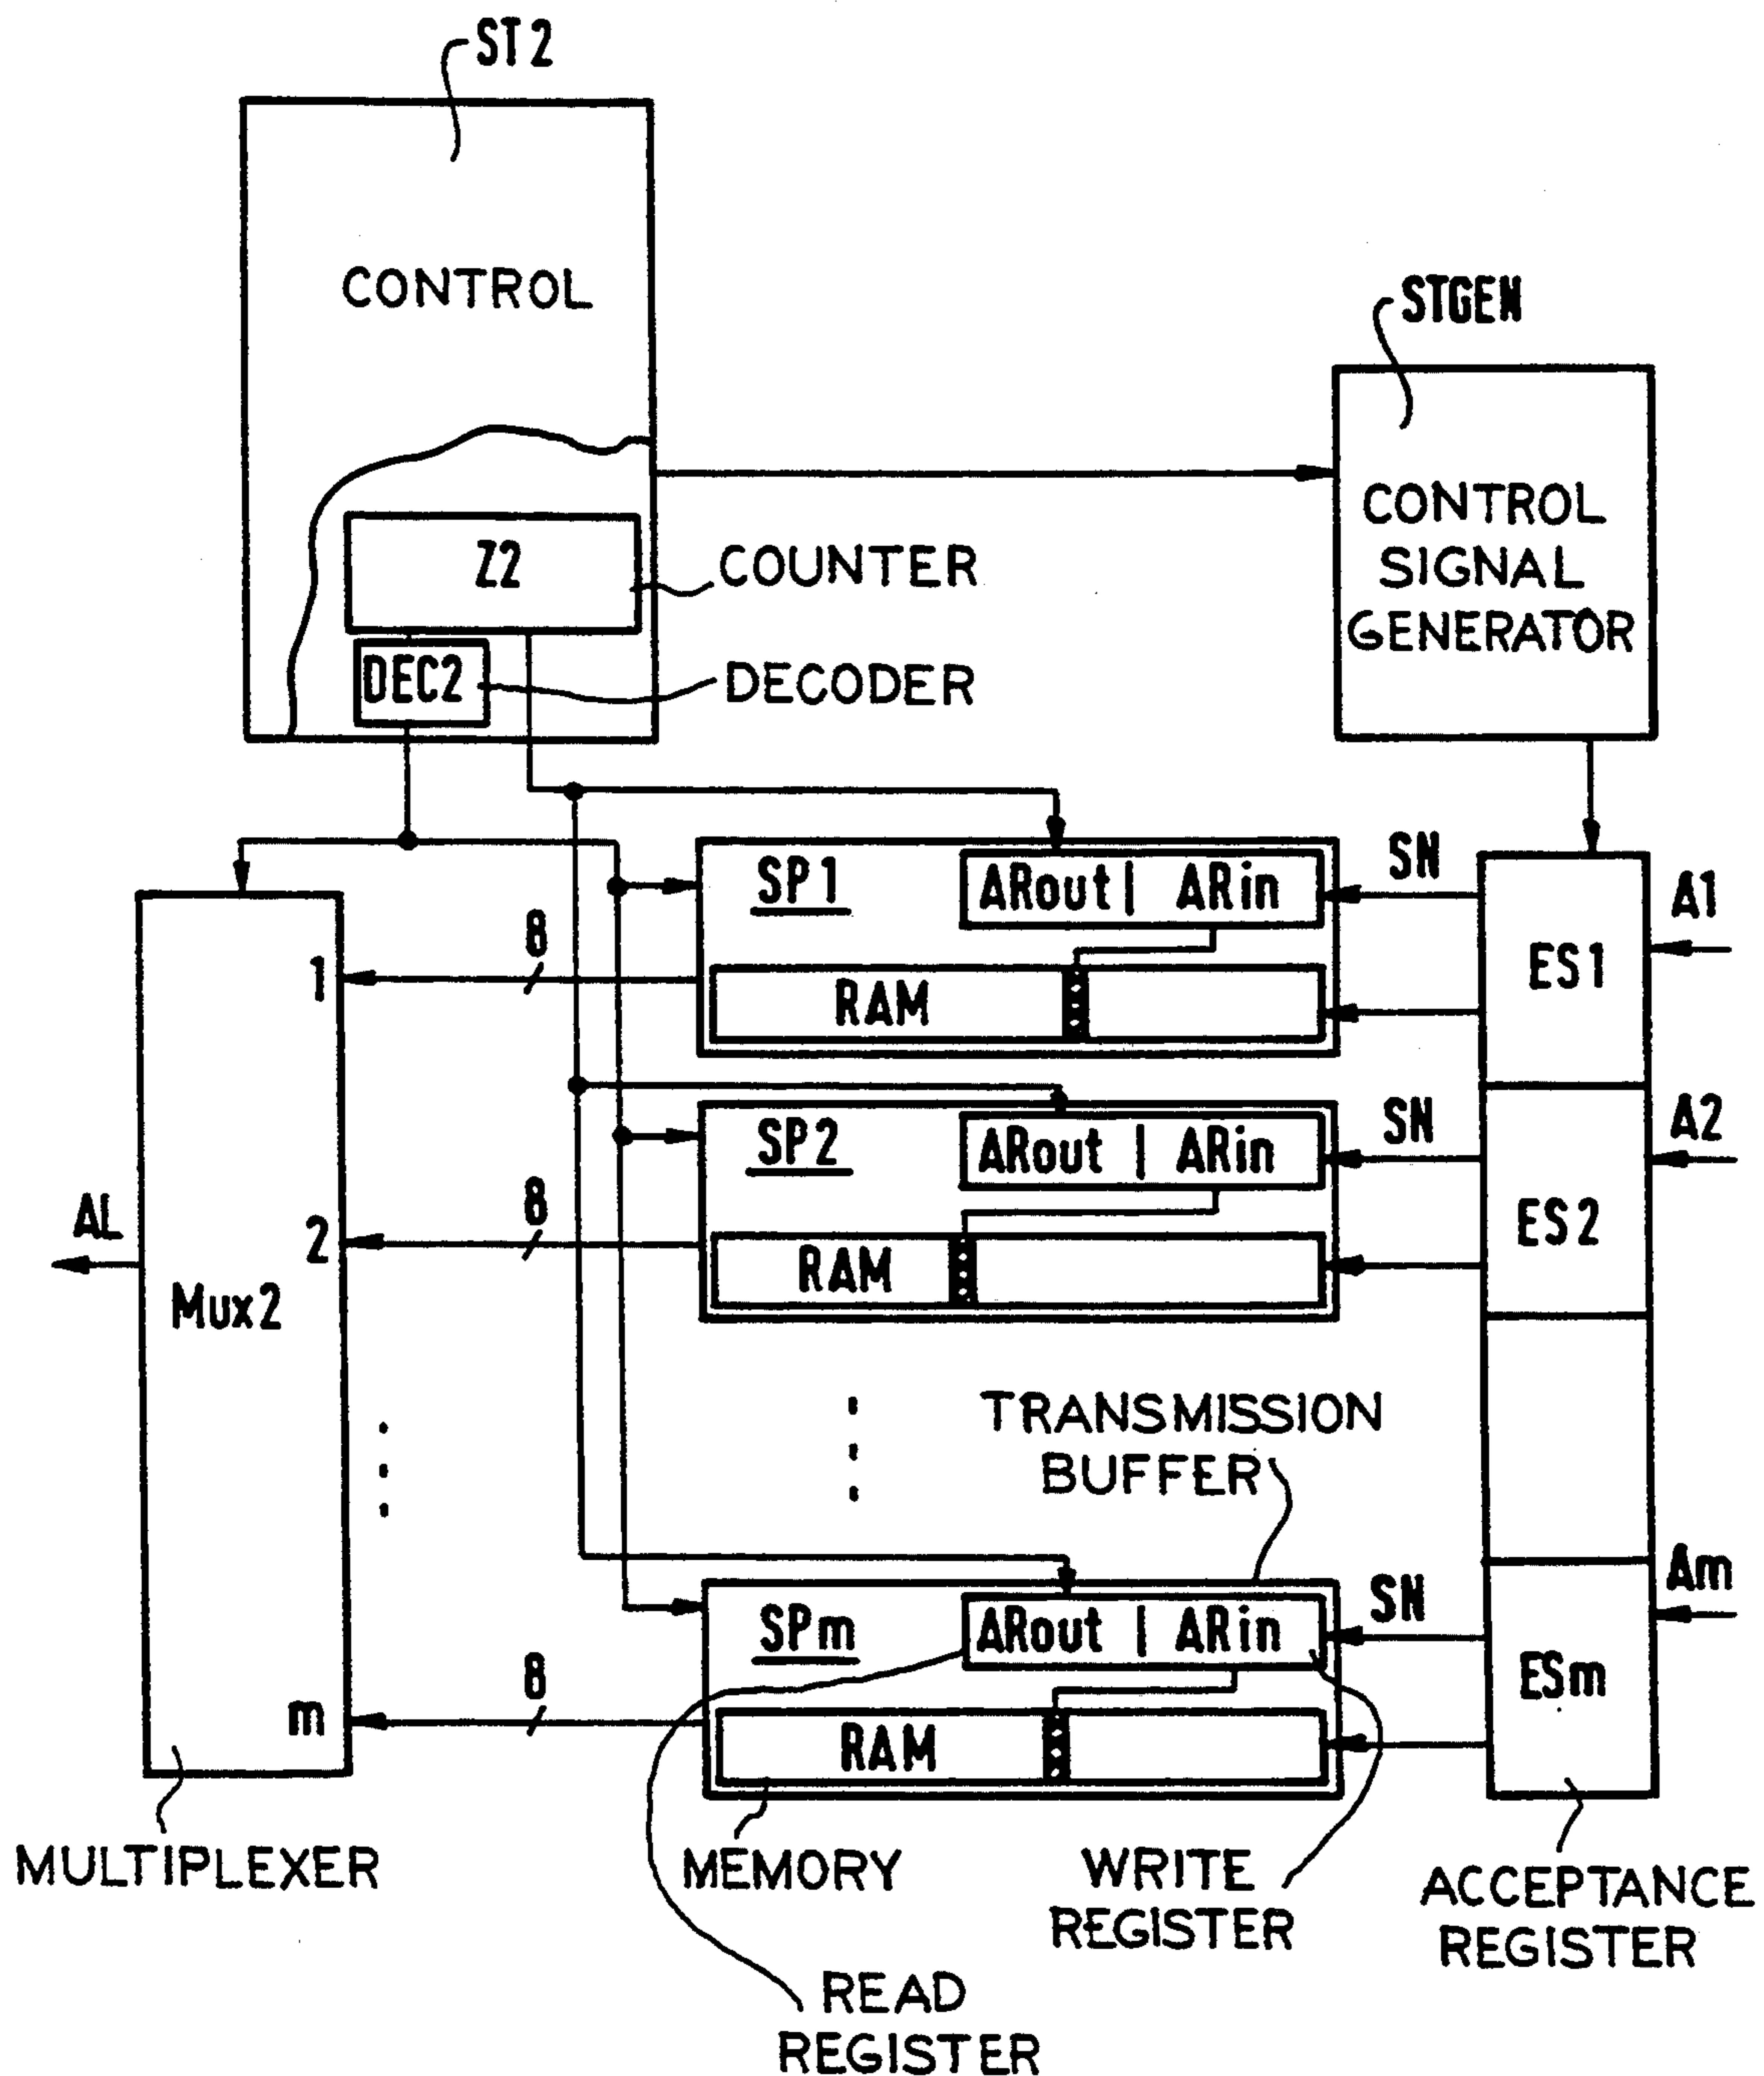 ST2
CONTROL
STGEN
CONTROL
SIGNAL
GENERATOR
Z2
COUNTER
DEC2
DECODER
SP1
ARout | ARin
SN
A1
8
1
RAM
ES1
SP2
ARout | ARin
SN
A2
AL
8
2
RAM
ES2
Mux2
TRANSMISSION
BUFFER
SPm
ARout | ARin
SN
Am
8
m
RAM
ESm
MULTIPLEXER
MEMORY
WRITE
REGISTER
ACCEPTANCE
REGISTER
READ
REGISTER